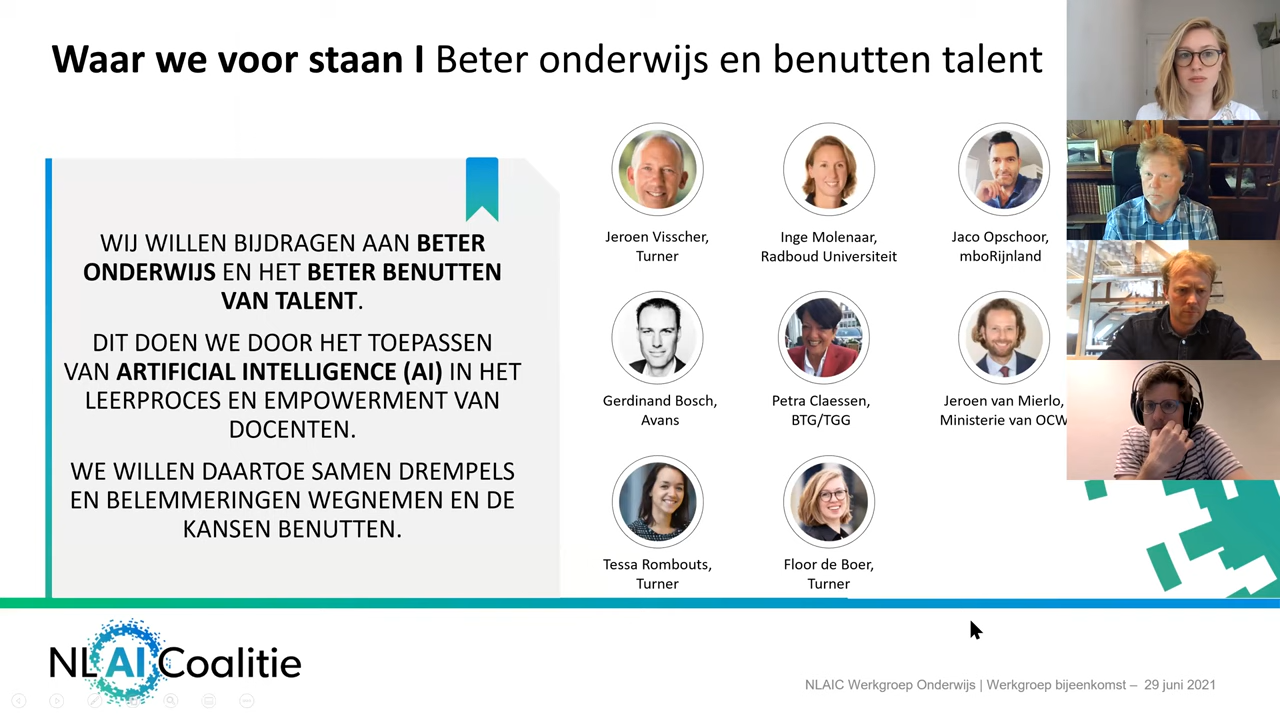 Waar we voor staan I Beter onderwijs en benutten talent
WIJ WILLEN BIJDRAGEN AAN BETER
ONDERWIJS EN HET BETER BENUTTEN
VAN TALENT.
DIT DOEN WE DOOR HET TOEPASSEN
VAN ARTIFICIAL INTELLIGENCE (AI) IN HET
LEERPROCES EN EMPOWERMENT VAN
DOCENTEN.
WE WILLEN DAARTOE SAMEN DREMPELS
EN BELEMMERINGEN WEGNEMEN EN DE
KANSEN BENUTTEN.
Jeroen Visscher,
Turner
Inge Molenaar,
Radboud Universiteit
Jaco Opschoor,
mboRijnland
Gerdinand Bosch,
Avans
Petra Claessen,
BTG/TGG
Jeroen van Mierlo,
Ministerie van OCW
Tessa Rombouts,
Turner
Floor de Boer,
Turner
NL AI Coalitie
NLAIC Werkgroep Onderwijs | Werkgroep bijeenkomst – 29 juni 2021